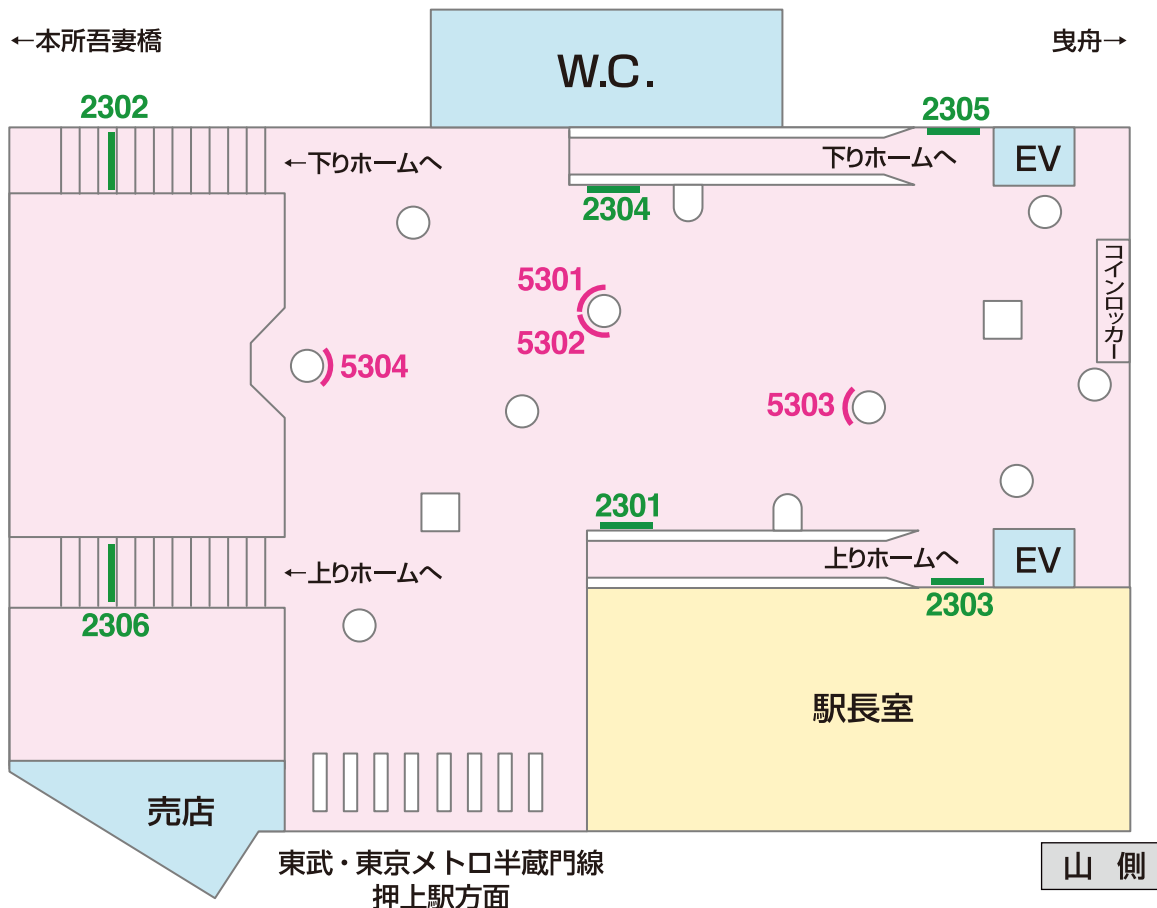 ←本所吾妻橋
曳舟→
W.C.
2302
2305
←下りホームへ
下りホームへ
EV
2304
5301
5302
コインロッカー
5304
5303
2301
←上りホームへ
上りホームへ
EV
2306
2303
駅長室
売店
東武・東京メトロ半蔵門線
押上駅方面
山 側